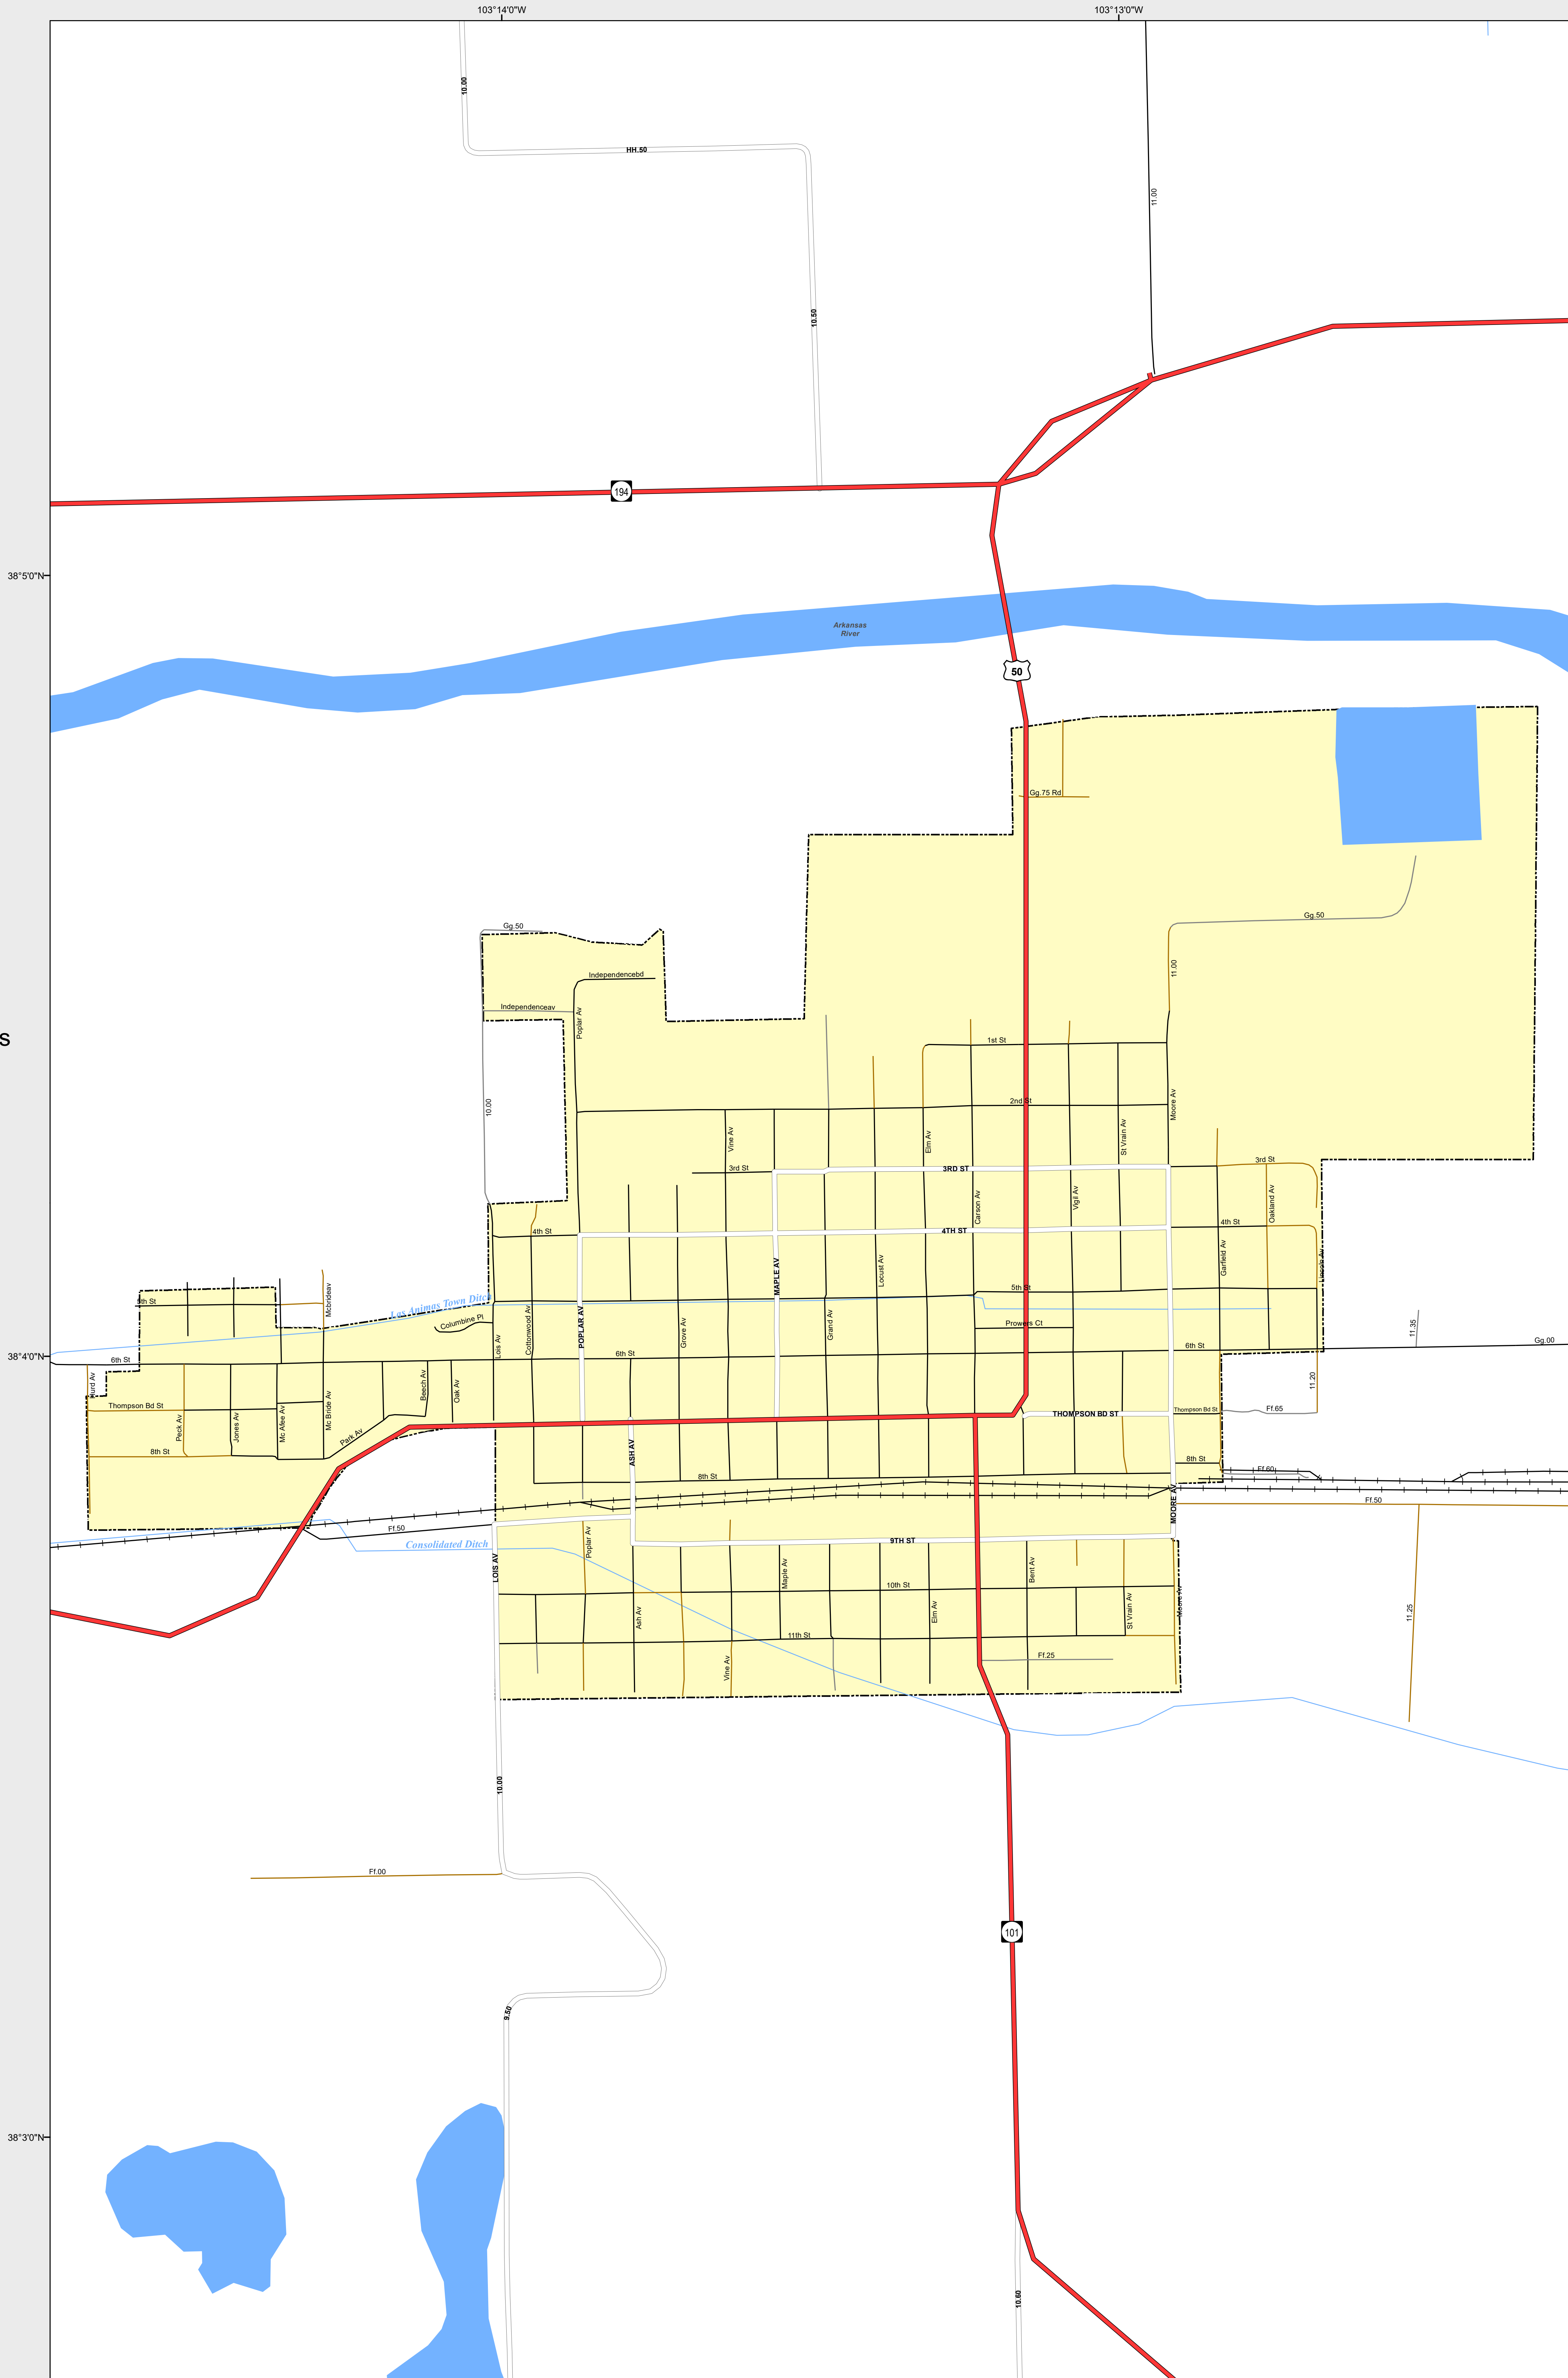 103°14'0"W
103°13'0"W
10.00
HH.50
11.00
10.50
194
38°5'0"N
Arkansas
River
50
Gg.75 Rd
Gg.50
Gg.50
11.00
Independencebd
Independenceav
Poplar Av
S
1st St
10.00
2nd St
Moore Av
Vine Av
Elm Av
St Vrain Av
3rd St
3RD ST
3rd St
Carson Av
Vigil Av
Oakland Av
4th St
4TH ST
4th St
Garfield Av
Lincoln Av
Locust Av
MAPLE AV
5th St
Mcbrideav
5th St
Las Animas Town Ditch
Columbine Pl
Lois Av
Cottonwood Av
POPLAR AV
Grove Av
Grand Av
Prowers Ct
11.35
Gg.00
38°4'0"N
6th St
6th St
6th St
Hurd Av
Beech Av
Oak Av
11.20
Thompson Bd St
THOMPSON BD ST
Thompson Bd St
Ff.65
Peck Av
Jones Av
Mc Afee Av
Mc Bride Av
Park Av
ASH AV
8th St
8th St
8th St
Ff.60
MOORE AV
Ff.50
Ff.50
Consolidated Ditch
LOIS AV
Poplar Av
9TH ST
Maple Av
Bent Av
10th St
Moore Av
Ash Av
Elm Av
St Vrain Av
11.25
11th St
Vine Av
Ff.25
10.00
Ff.00
101
9.50
38°3'0"N
10.60